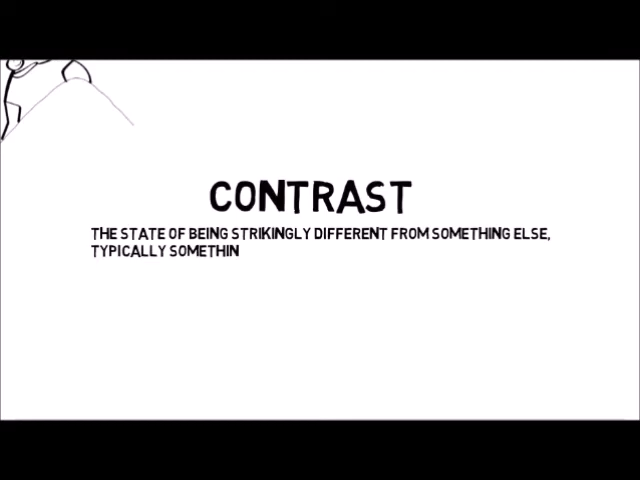 CONTRAST
THE STATE OF BEING STRIKINGLY DIFFERENT FROM SOMETHING ELSE,
TYPICALLY SOMETHIN